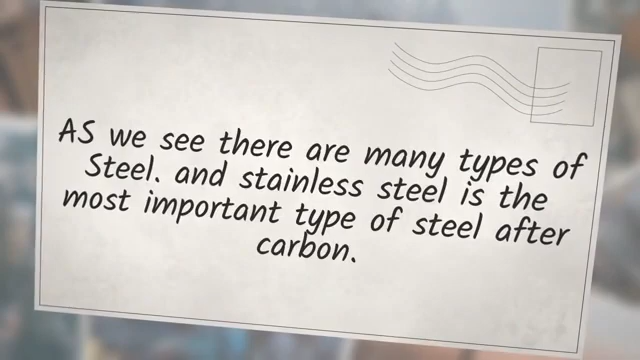 AS we see there are many types of
Steel. and stainless steel is the
most important type of steel after
carbon.